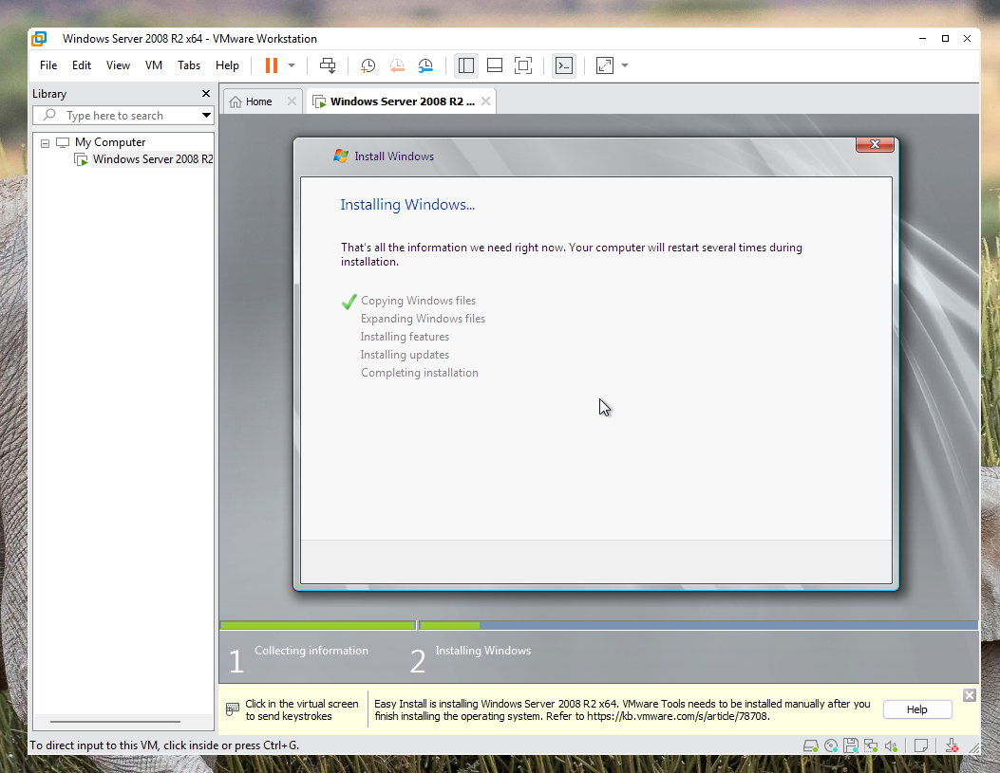 Windows Server 2008 R2 x64 - VMware Workstation
File Edit View VM Tabs Help
Library
Type here to search
My Computer
Windows Server 2008 R2
Home
Windows Server 2008 R2 ...
Install Windows
Installing Windows...
That's all the information we need right now. Your computer will restart several times during
installation.
Copying Windows files
Expanding Windows files
Installing features
Installing updates
Completing installation
1 Collecting information
2 Installing Windows
Click in the virtual screen
to send keystrokes
Easy Install is installing Windows Server 2008 R2 x64. VMware Tools needs to be installed manually after you
finish installing the operating system. Refer to https://kb.vmware.com/s/article/78708.
Help
To direct input to this VM, click inside or press Ctrl+G.